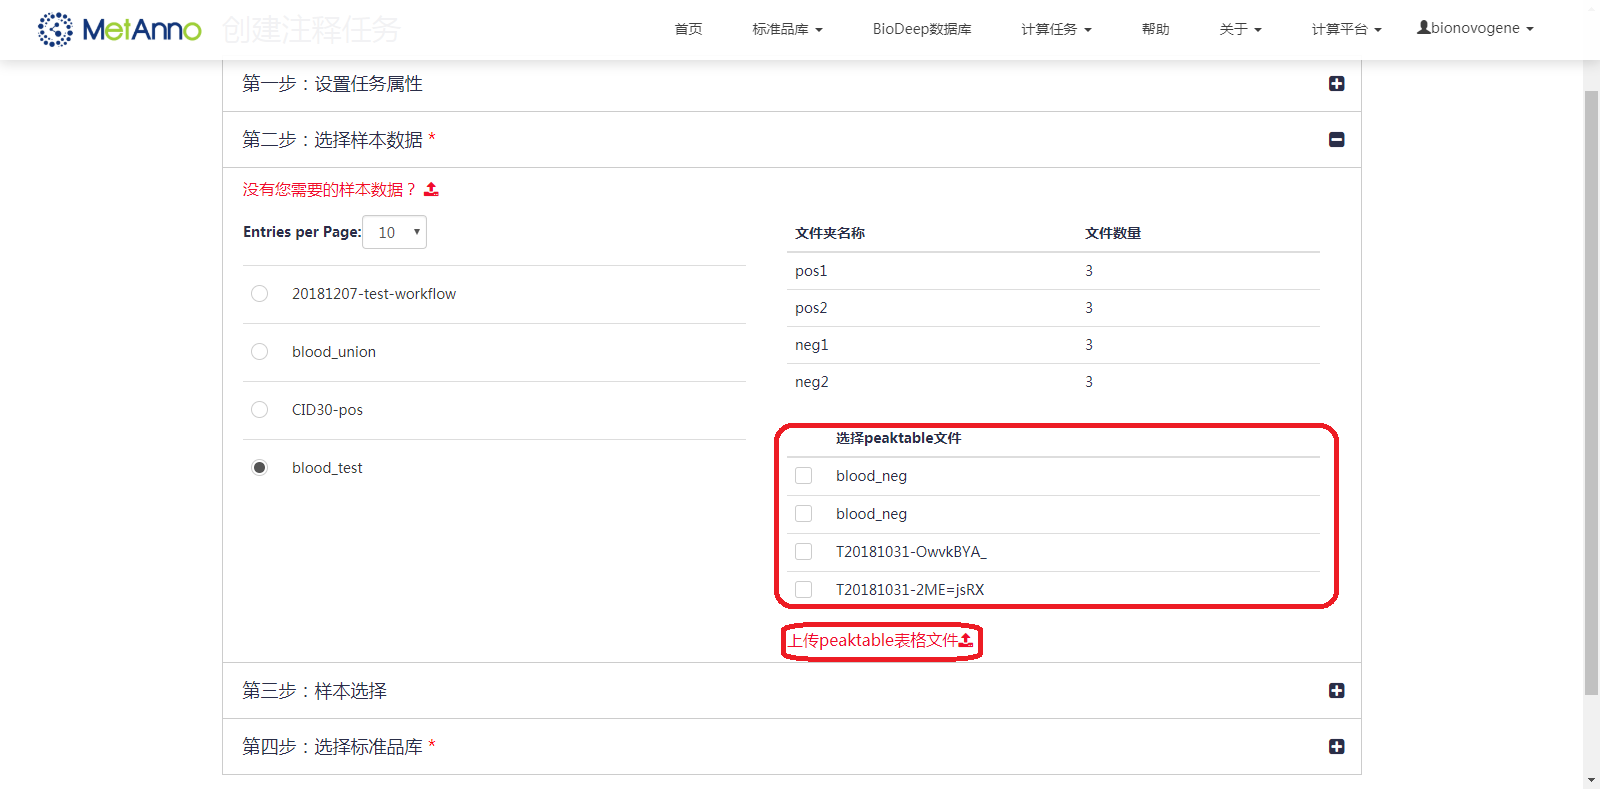 MetAnno 创建注释任务 首页 标准品库 BioDeep数据库 计算任务 帮助 关于 计算平台 bionovogene
第一步：设置任务属性
第二步：选择样本数据 *
没有您需要的样本数据？
Entries per Page: 10
20181207-test-workflow
blood_union
CID30-pos
blood_test
文件夹名称 文件数量
pos1 3
pos2 3
neg1 3
neg2 3
选择peaktable文件
blood_neg
blood_neg
T20181031-OwvkBYA_
T20181031-2ME=jsRX
上传peaktable表格文件
第三步：样本选择
第四步：选择标准品库 *